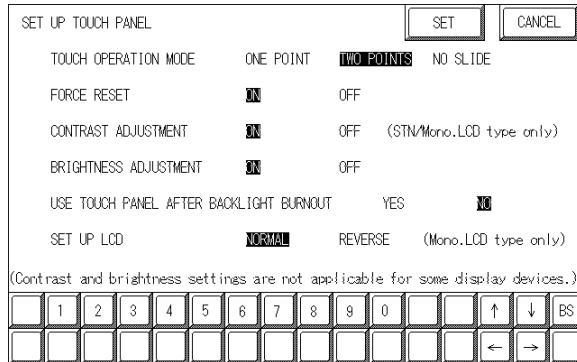 SET UP TOUCH PANEL SET CANCEL
TOUCH OPERATION MODE ONE POINT TWO POINTS NO SLIDE
FORCE RESET ON OFF
CONTRAST ADJUSTMENT ON OFF (STN/Mono.LCD type only)
BRIGHTNESS ADJUSTMENT ON OFF
USE TOUCH PANEL AFTER BACKLIGHT BURNOUT YES NO
SET UP LCD NORMAL REVERSE (Mono.LCD type only)
(Contrast and brightness settings are not applicable for some display devices.)
1 2 3 4 5 6 7 8 9 0 ↑ ↓ BS
← →